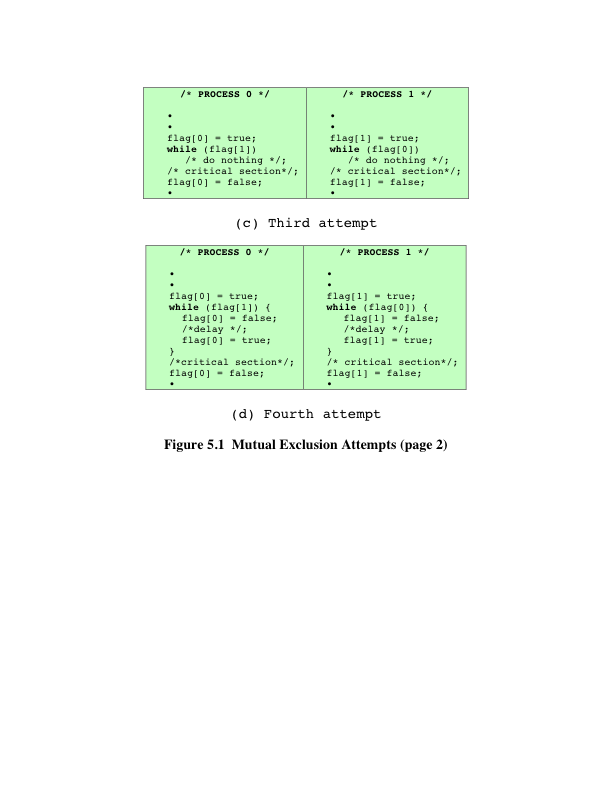 /* PROCESS 0 */
•
•
flag[0] = true;
while (flag[1])
/* do nothing */;
/* critical section*/;
flag[0] = false;
•
/* PROCESS 1 */
•
•
flag[1] = true;
while (flag[0])
/* do nothing */;
/* critical section*/;
flag[1] = false;
•
(c) Third attempt
/* PROCESS 0 */
•
•
flag[0] = true;
while (flag[1]) {
flag[0] = false;
/*delay */;
flag[0] = true;
}
/*critical section*/;
flag[0] = false;
•
/* PROCESS 1 */
•
•
flag[1] = true;
while (flag[0]) {
flag[1] = false;
/*delay */;
flag[1] = true;
}
/* critical section*/;
flag[1] = false;
•
(d) Fourth attempt
Figure 5.1 Mutual Exclusion Attempts (page 2)